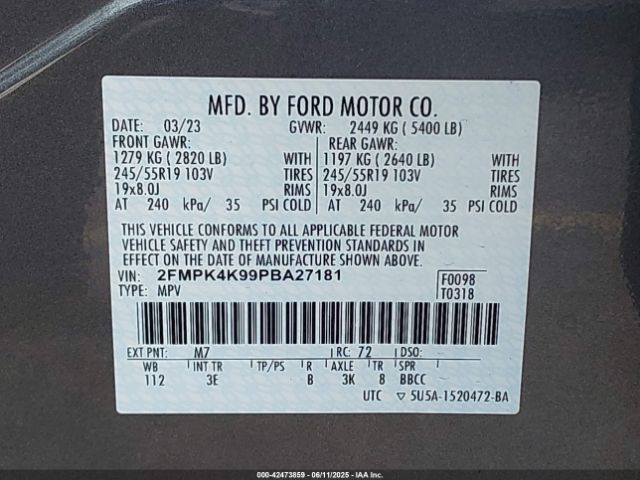 MFD. BY FORD MOTOR CO.
DATE: 03/23 GVWR: 2449 KG ( 5400 LB)
FRONT GAWR: REAR GAWR:
1279 KG ( 2820 LB) WITH 1197 KG ( 2640 LB) WITH
245/55R19 103V TIRES 245/55R19 103V TIRES
19x8.0J RIMS 19x8.0J RIMS
AT 240 kPa/ 35 PSI COLD AT 240 kPa/ 35 PSI COLD
THIS VEHICLE CONFORMS TO ALL APPLICABLE FEDERAL MOTOR
VEHICLE SAFETY AND THEFT PREVENTION STANDARDS IN
EFFECT ON THE DATE OF MANUFACTURE SHOWN ABOVE.
VIN: 2FMPK4K99PBA27181 F0098
TYPE: MPV T0318
EXT PNT: M7 RC: 72 DSO:
WB INT TR TP/PS R AXLE TR SPR
112 3E B 3K 8 BBCC
UTC ▽ 5U5A-1520472-BA
000-42473859 | 06/11/2025 - IAAI, Inc.